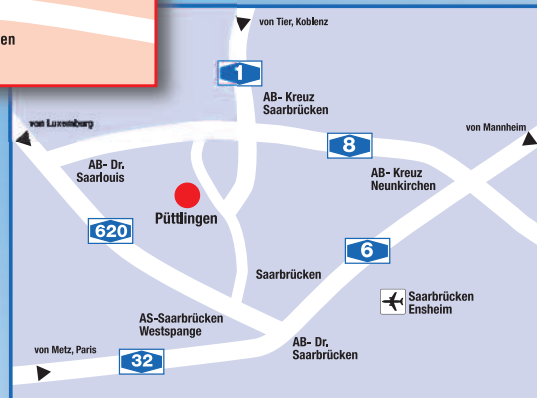 en
von Tier, Koblenz
1
AB- Kreuz
Saarbrücken
von Luxemburg
von Mannheim
8
AB- Dr.
Saarlouis
AB- Kreuz
Neunkirchen
Püttlingen
620
6
Saarbrücken
Saarbrücken
Ensheim
AS-Saarbrücken
Westspange
AB- Dr.
Saarbrücken
von Metz, Paris
32